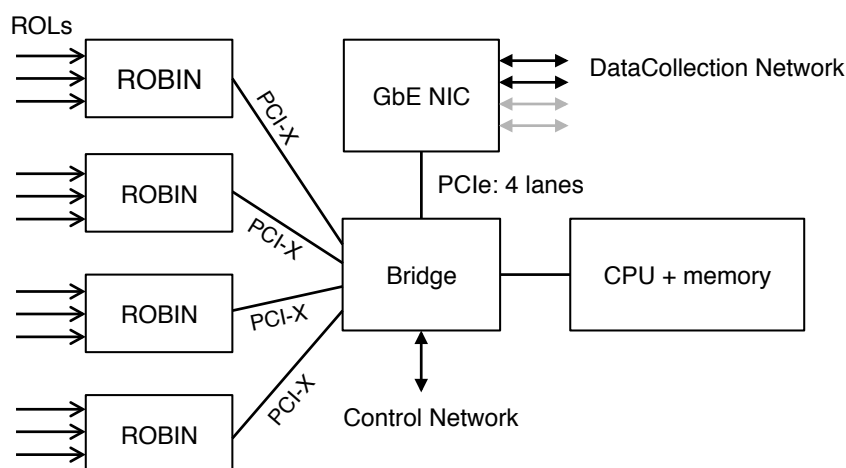 ROLs
ROBIN
PCI-X
GbE NIC
DataCollection Network
PCIe: 4 lanes
ROBIN
PCI-X
Bridge
CPU + memory
ROBIN
PCI-X
PCI-X
Control Network
ROBIN